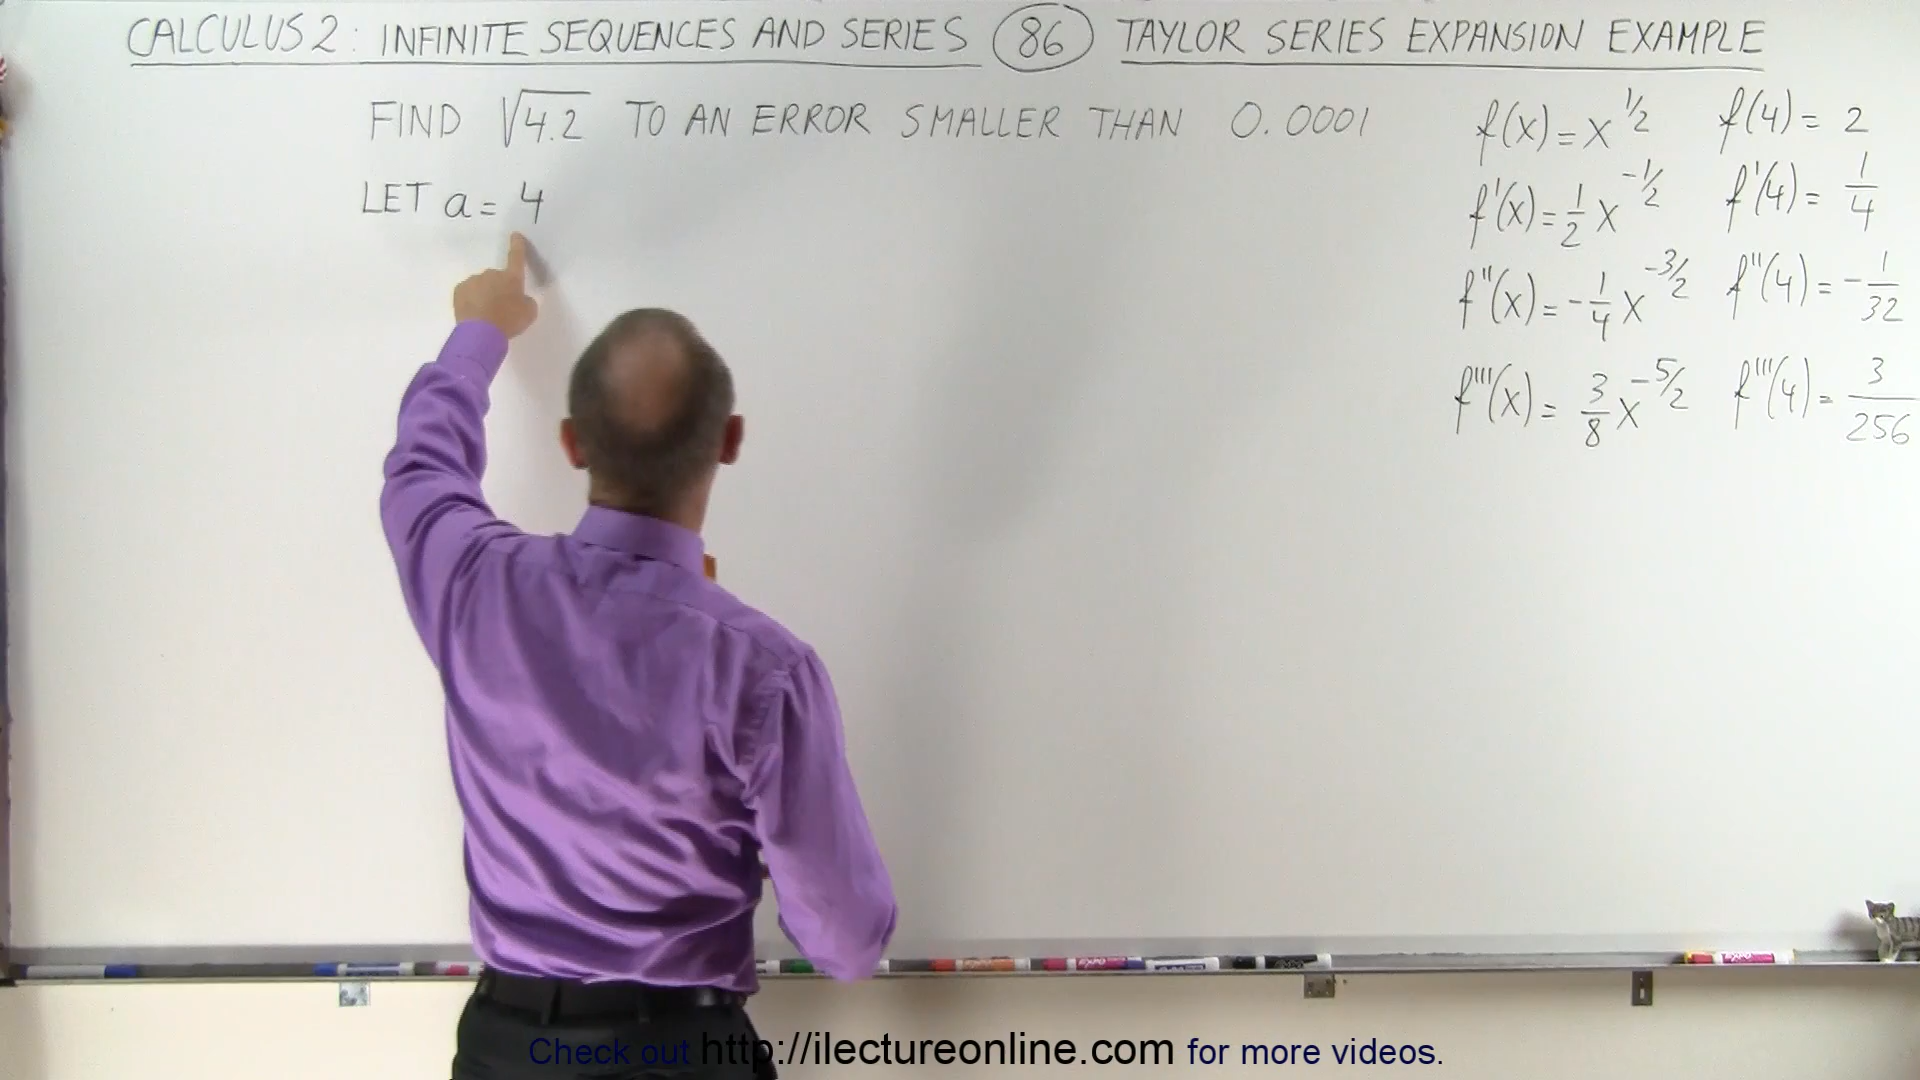 CALCULUS 2: INFINITE SEQUENCES AND SERIES 86 TAYLOR SERIES EXPANSION EXAMPLE
FIND √4.2 TO AN ERROR SMALLER THAN 0.0001
LET a = 4
f(x) = x^1/2 f(4) = 2
f'(x) = 1/2 x^-1/2 f'(4) = 1/4
f''(x) = -1/4 x^-3/2 f''(4) = -1/32
f'''(x) = 3/8 x^-5/2 f'''(4) = 3/256
Check out http://ilectureonline.com for more videos.